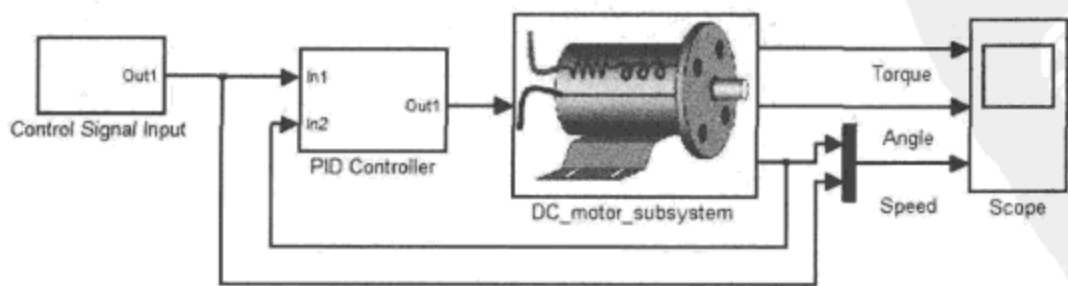 Out1
Control Signal Input
In1
In2
Out1
PID Controller
DC_motor_subsystem
Torque
Angle
Speed
Scope